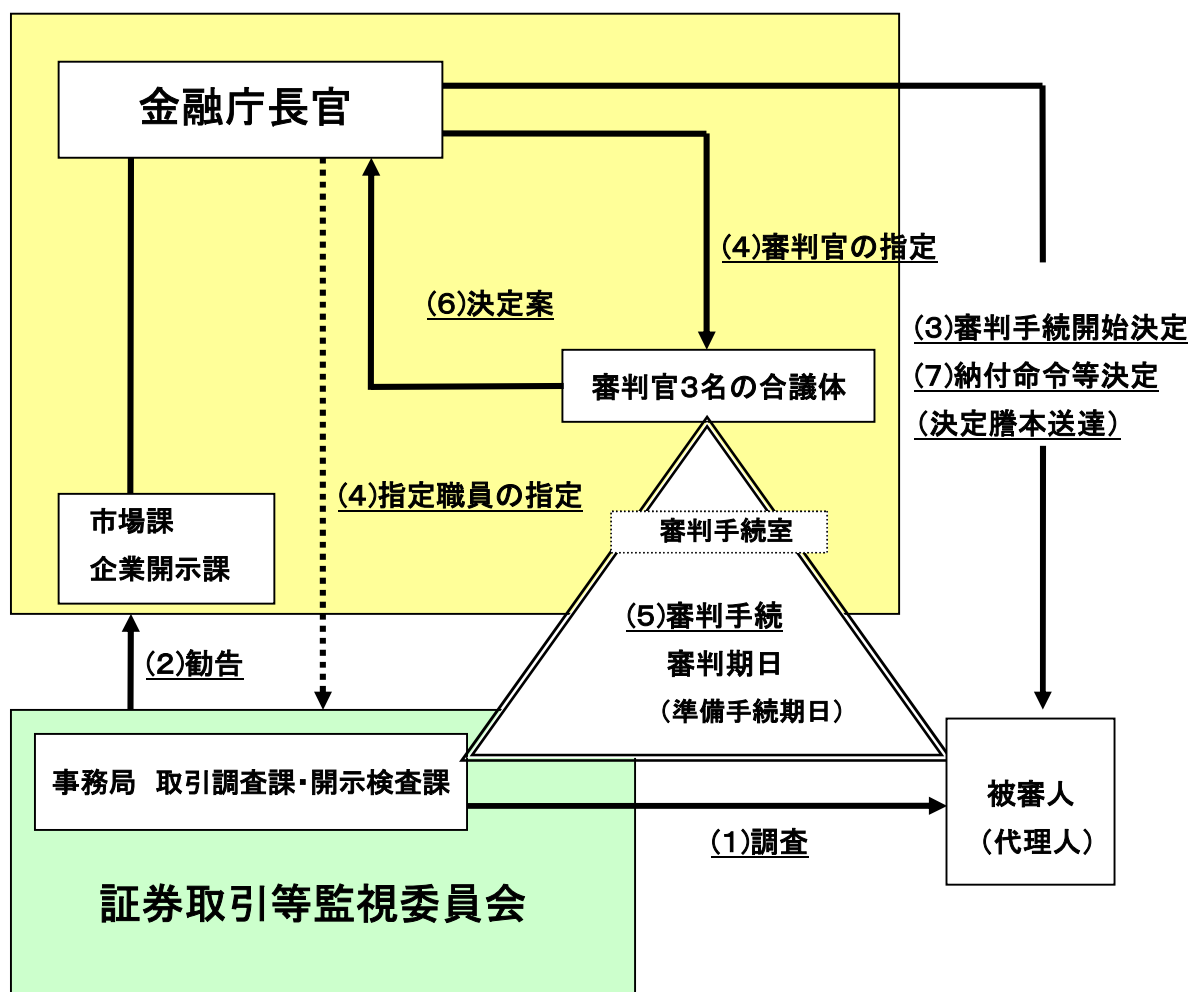 金融庁長官
(4)審判官の指定
(6)決定案
(3)審判手続開始決定
(7)納付命令等決定
（決定謄本送達）
審判官3名の合議体
(4)指定職員の指定
市場課
企業開示課
審判手続室
(5)審判手続
審判期日
（準備手続期日）
(2)勧告
事務局　取引調査課・開示検査課
被審人
（代理人）
(1)調査
証券取引等監視委員会